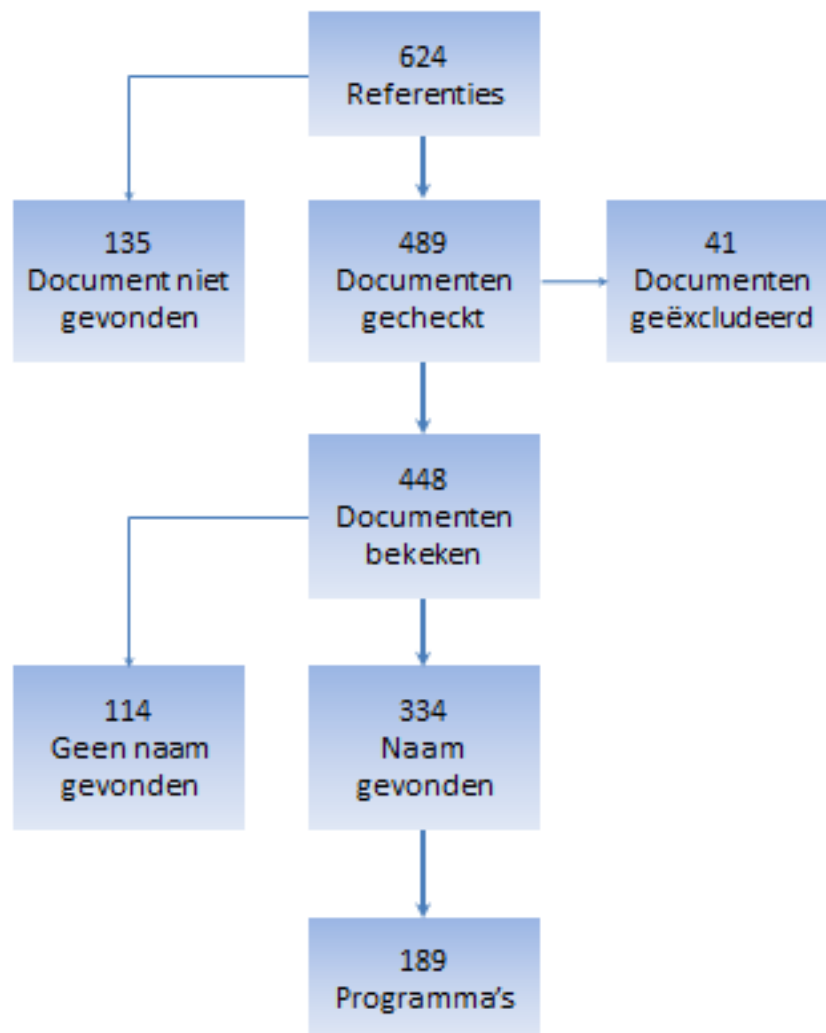 624
Referenties
135
Document niet
gevonden
489
Documenten
gecheckt
41
Documenten
geëxcludeerd
448
Documenten
bekeken
114
Geen naam
gevonden
334
Naam
gevonden
189
Programma's